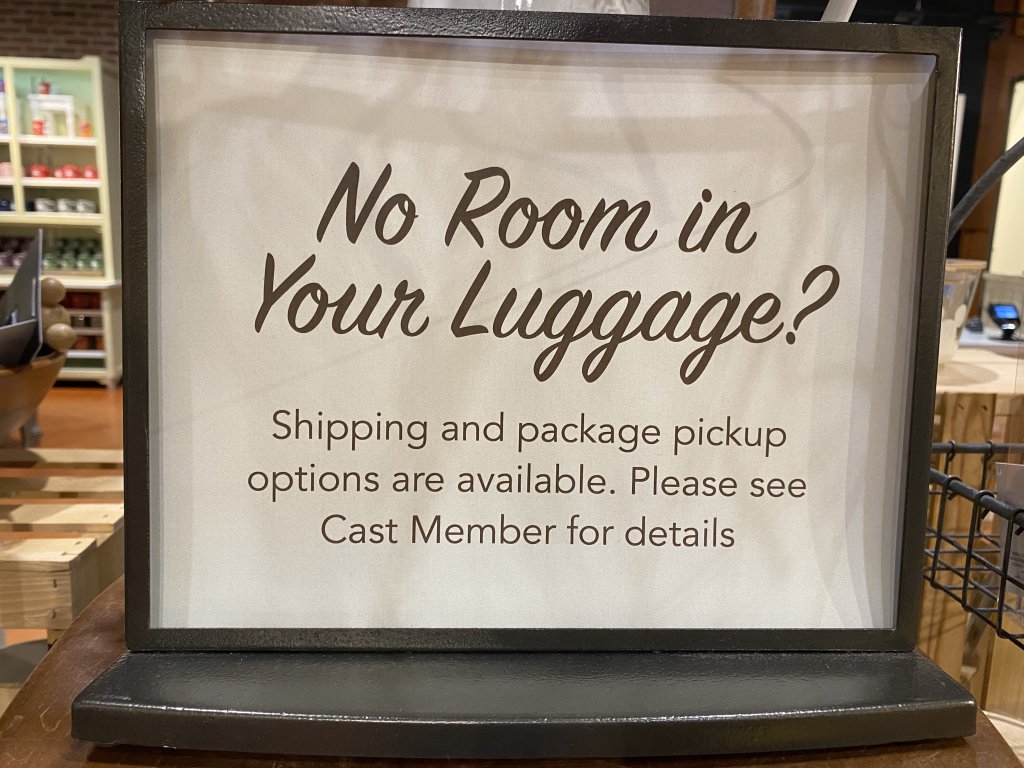 No Room in
Your Luggage?
Shipping and package pickup
options are available. Please see
Cast Member for details